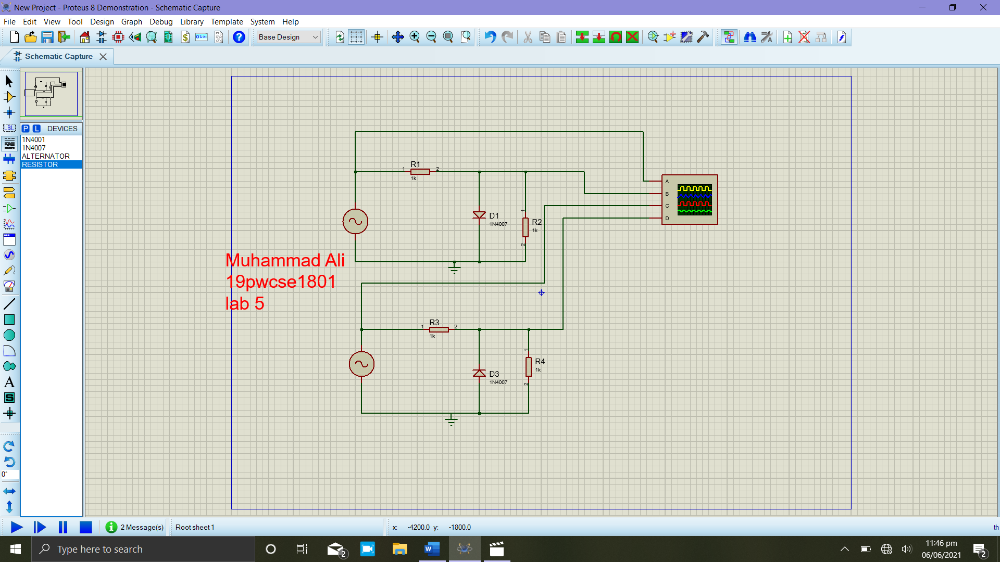 New Project - Proteus 8 Demonstration - Schematic Capture
File Edit View Tool Design Graph Debug Library Template System Help
Base Design
Schematic Capture
P L DEVICES
1N4001
1N4007
ALTERNATOR
RESISTOR
LBL
A
S
0°
R1
1 2
1k
D1
1N4007
1
R2
1k
2
A
B
C
D
Muhammad Ali
19pwcse1801
lab 5
R3
1 2
1k
D3
1N4007
1
R4
1k
2
2 Message(s)
Root sheet 1
x: -4200.0 y: -1800.0
th
Type here to search
2
11:46 pm
06/06/2021
2